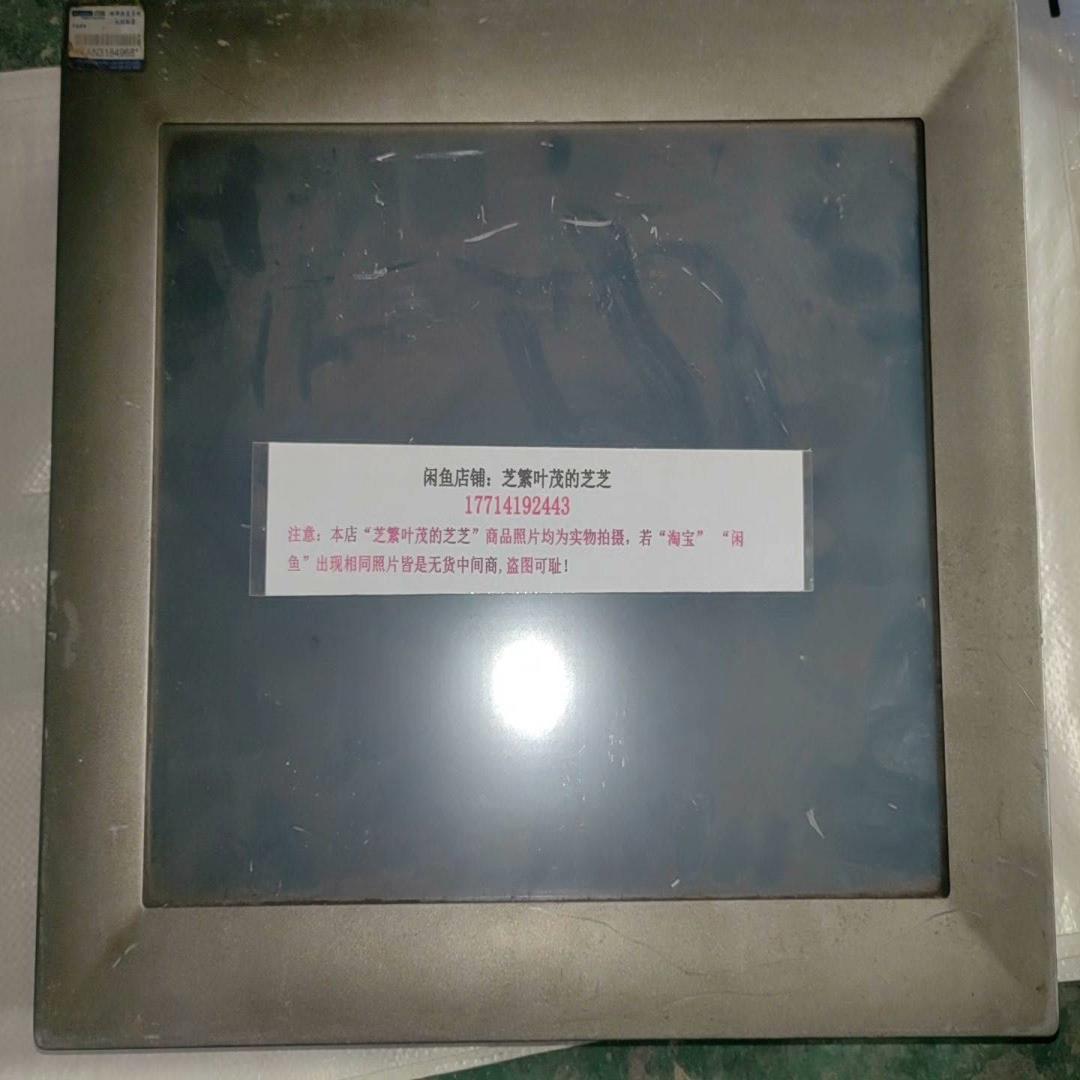 闲鱼店铺：芝繁叶茂的芝芝
17714192443
注意：本店“芝繁叶茂的芝芝”商品照片均为实物拍摄，若“淘宝” “闲
鱼”出现相同照片皆是无货中间商,盗图可耻！